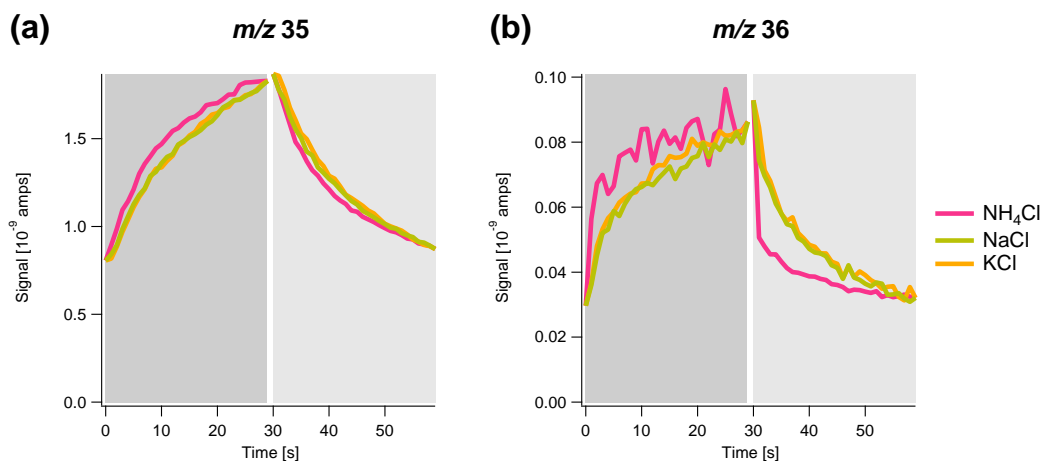 (a)
m/z 35
Signal [10⁻⁹ amps]
1.5
1.0
0.5
0.0
0 10 20 30 40 50
Time [s]
(b)
m/z 36
Signal [10⁻⁹ amps]
0.10
0.08
0.06
0.04
0.02
0.00
0 10 20 30 40 50
Time [s]
NH₄Cl
NaCl
KCl